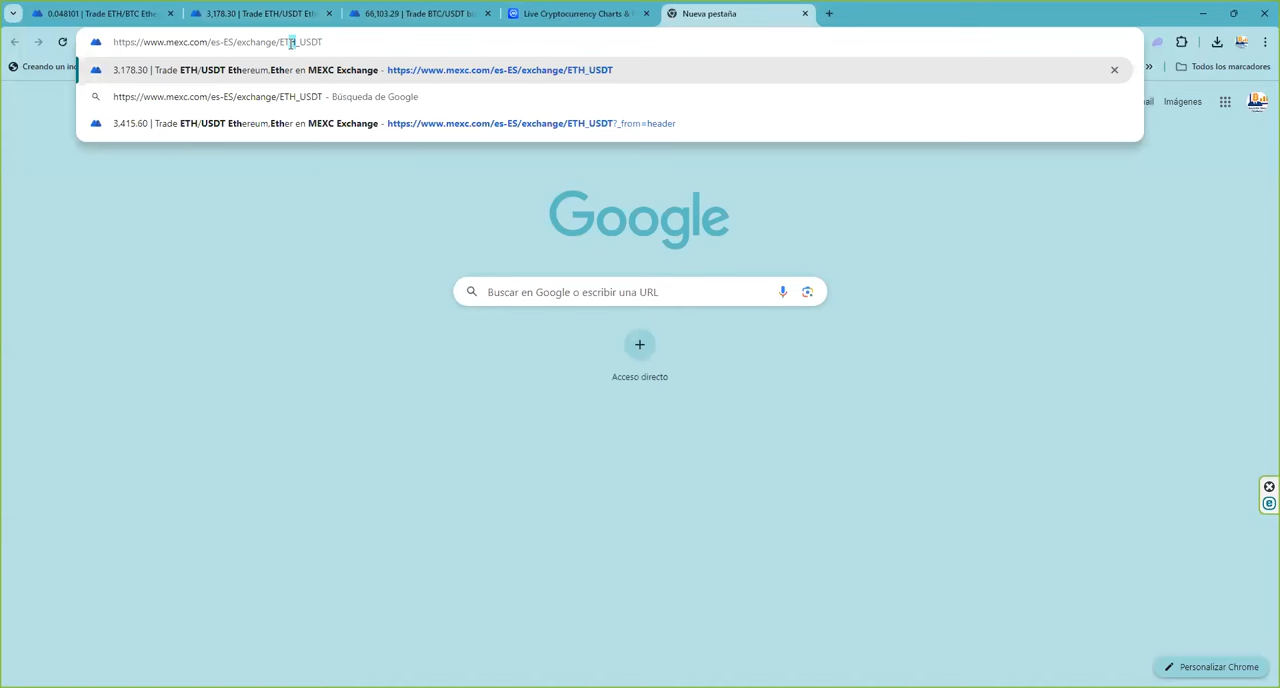 0.048101 | Trade ETH/BTC Ethe
3,178.30 | Trade ETH/USDT Eth
66,103.29 | Trade BTC/USDT b
Live Cryptocurrency Charts &
Nueva pestaña
https://www.mexc.com/es-ES/exchange/ETH_USDT
Creando un ind
3,178.30 | Trade ETH/USDT Ethereum,Ether en MEXC Exchange - https://www.mexc.com/es-ES/exchange/ETH_USDT
» Todos los marcadores
https://www.mexc.com/es-ES/exchange/ETH_USDT - Búsqueda de Google
ail Imágenes
3,415.60 | Trade ETH/USDT Ethereum,Ether en MEXC Exchange - https://www.mexc.com/es-ES/exchange/ETH_USDT?_from=header
Google
Buscar en Google o escribir una URL
Acceso directo
Personalizar Chrome